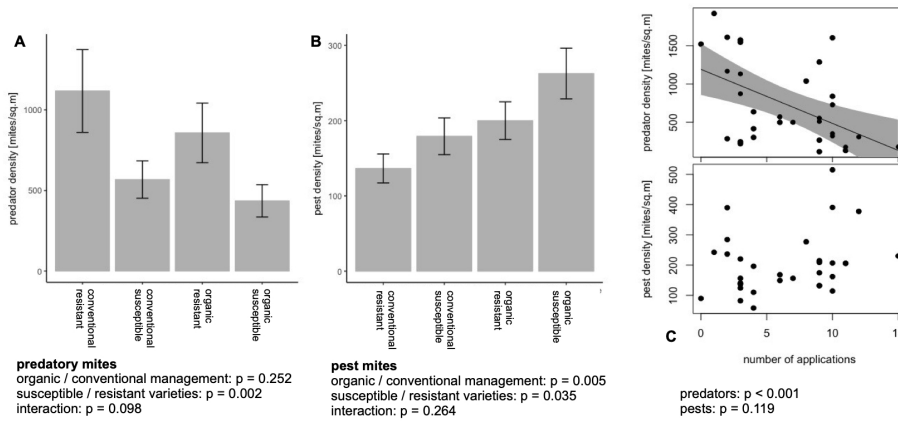 A
predator density [mites/sq.m]
1000
500
0
conventional
resistant
conventional
susceptible
organic
resistant
organic
susceptible
predatory mites
organic / conventional management: p = 0.252
susceptible / resistant varieties: p = 0.002
interaction: p = 0.098
B
pest density [mites/sq.m]
300
200
100
0
conventional
resistant
conventional
susceptible
organic
resistant
organic
susceptible
pest mites
organic / conventional management: p = 0.005
susceptible / resistant varieties: p = 0.035
interaction: p = 0.264
predator density [mites/sq.m]
1500
1000
500
pest density [mites/sq.m]
500
400
300
200
100
C
0
5
10
number of applications
predators: p < 0.001
pests: p = 0.119